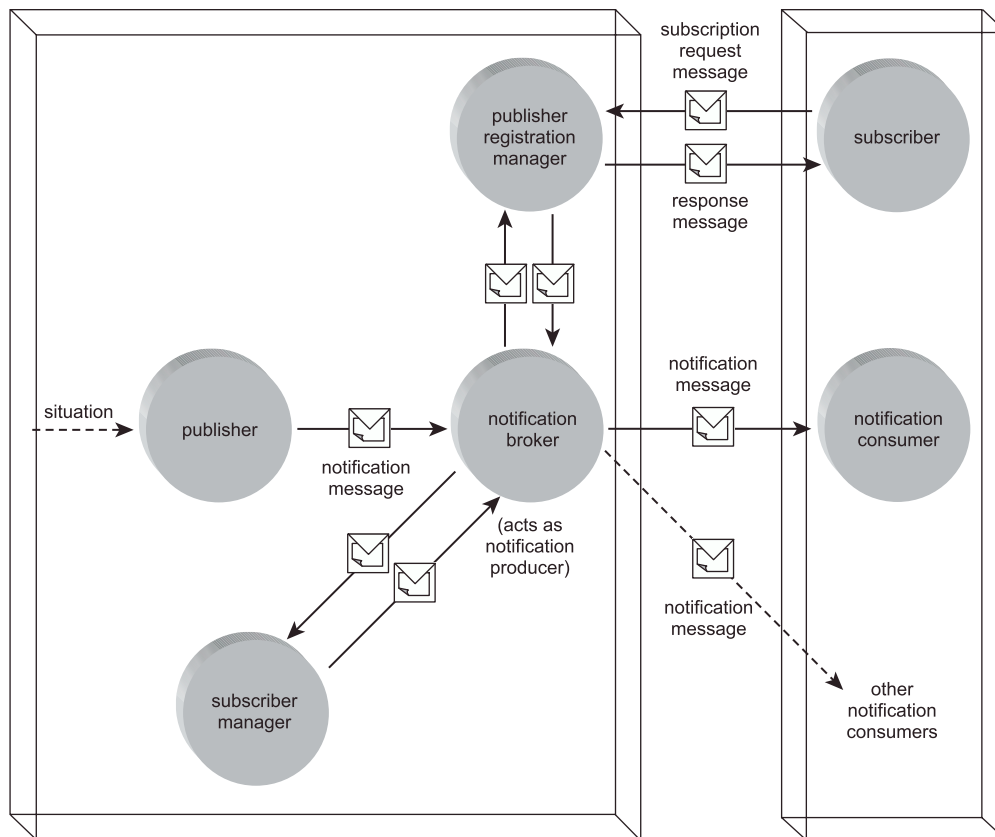 subscription
request
message
publisher
registration
manager
subscriber
response
message
situation
publisher
notification
message
notification
broker
(acts as
notification
producer)
notification
message
notification
consumer
notification
message
subscriber
manager
other
notification
consumers